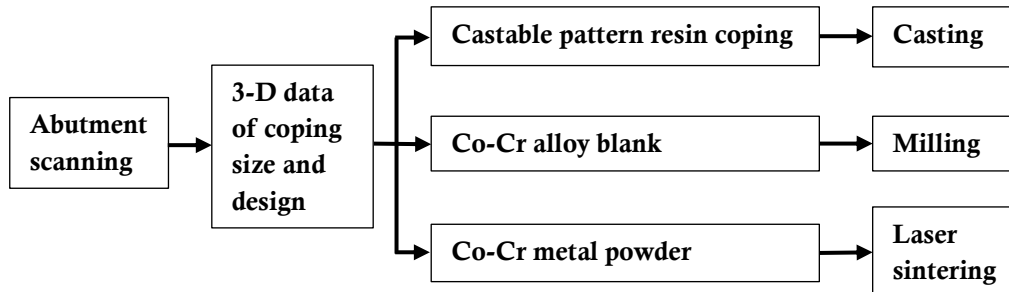 Abutment
scanning
3-D data
of coping
size and
design
Castable pattern resin coping
Casting
Co-Cr alloy blank
Milling
Co-Cr metal powder
Laser
sintering